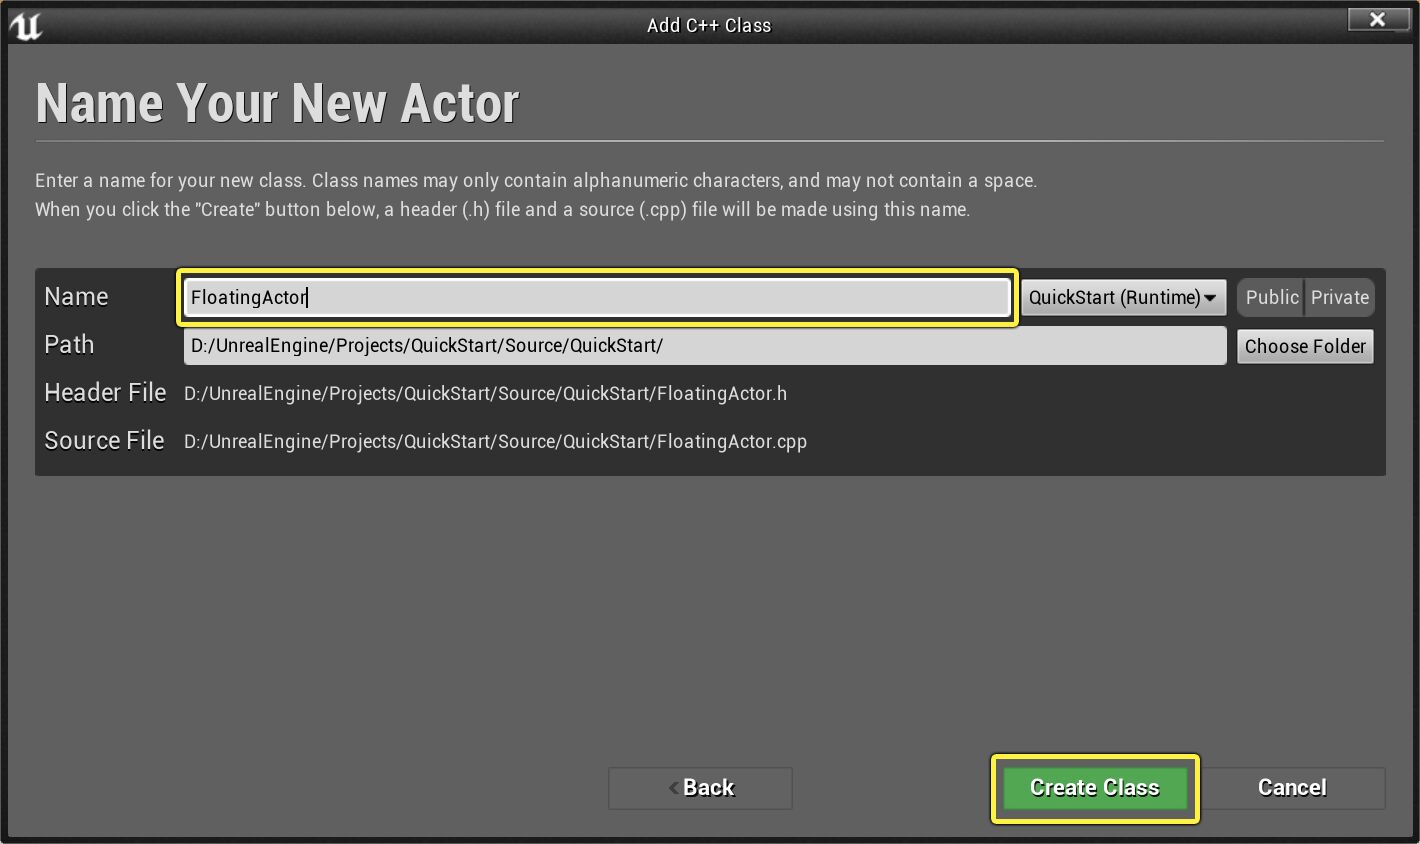 Add C++ Class
Name Your New Actor
Enter a name for your new class. Class names may only contain alphanumeric characters, and may not contain a space.
When you click the "Create" button below, a header (.h) file and a source (.cpp) file will be made using this name.
Name FloatingActor QuickStart (Runtime) Public Private
Path D:/UnrealEngine/Projects/QuickStart/Source/QuickStart/ Choose Folder
Header File D:/UnrealEngine/Projects/QuickStart/Source/QuickStart/FloatingActor.h
Source File D:/UnrealEngine/Projects/QuickStart/Source/QuickStart/FloatingActor.cpp
Back Create Class Cancel